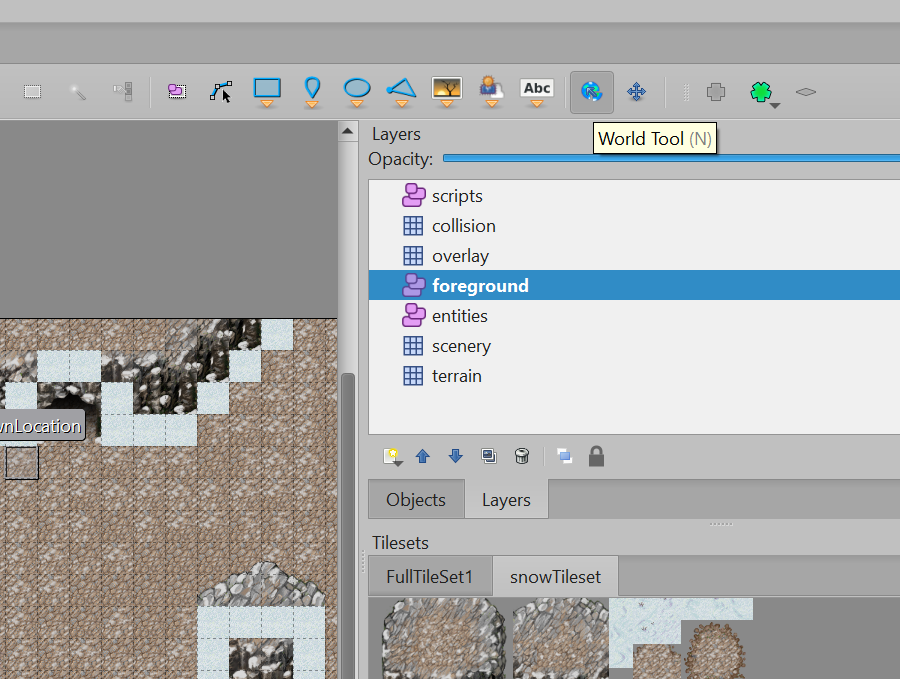 Abc
World Tool (N)
Layers
Opacity:
scripts
collision
overlay
foreground
entities
scenery
terrain
wnLocation
Objects
Layers
Tilesets
FullTileSet1
snowTileset